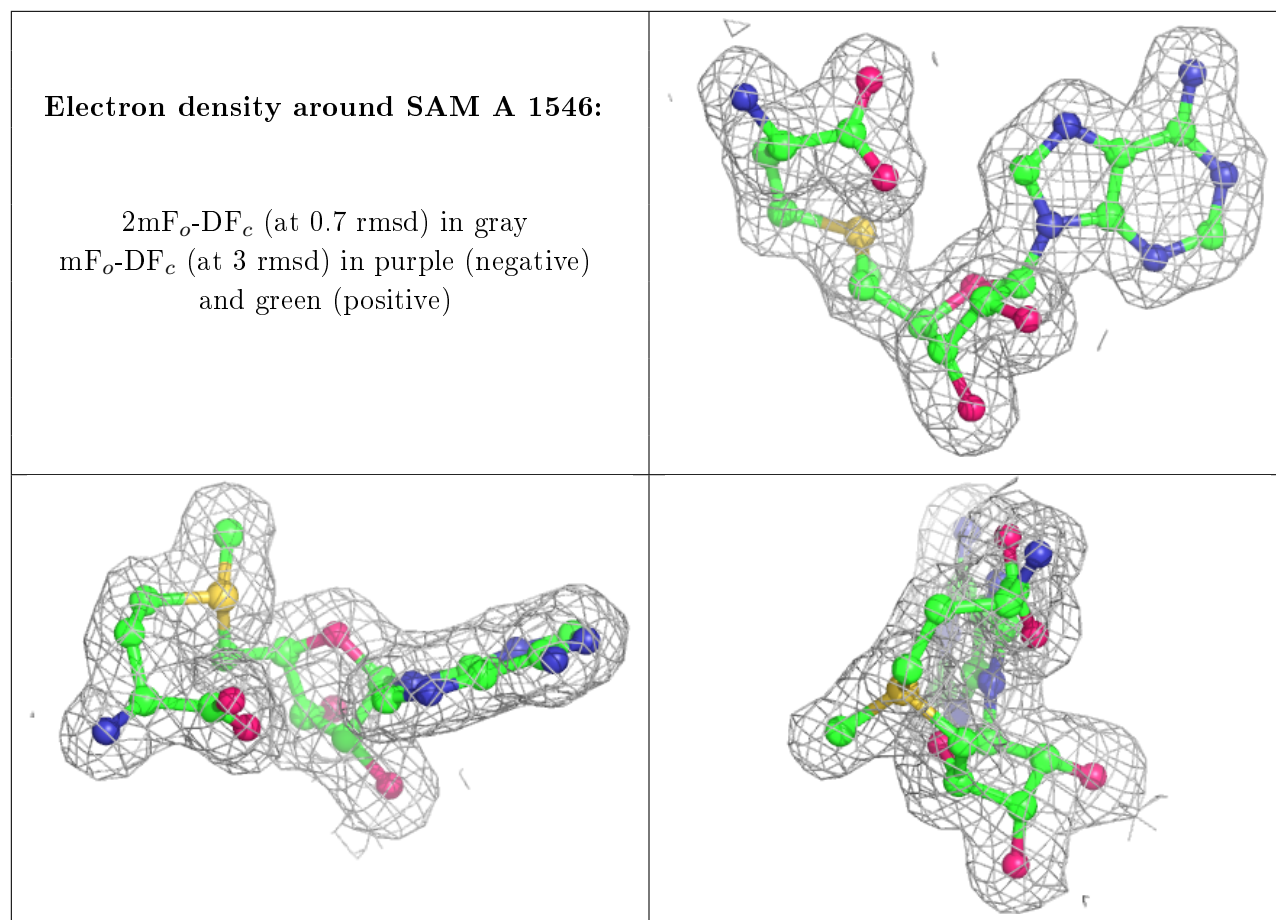 Electron density around SAM A 1546:
2mFo-DFc (at 0.7 rmsd) in gray
mFo-DFc (at 3 rmsd) in purple (negative)
and green (positive)